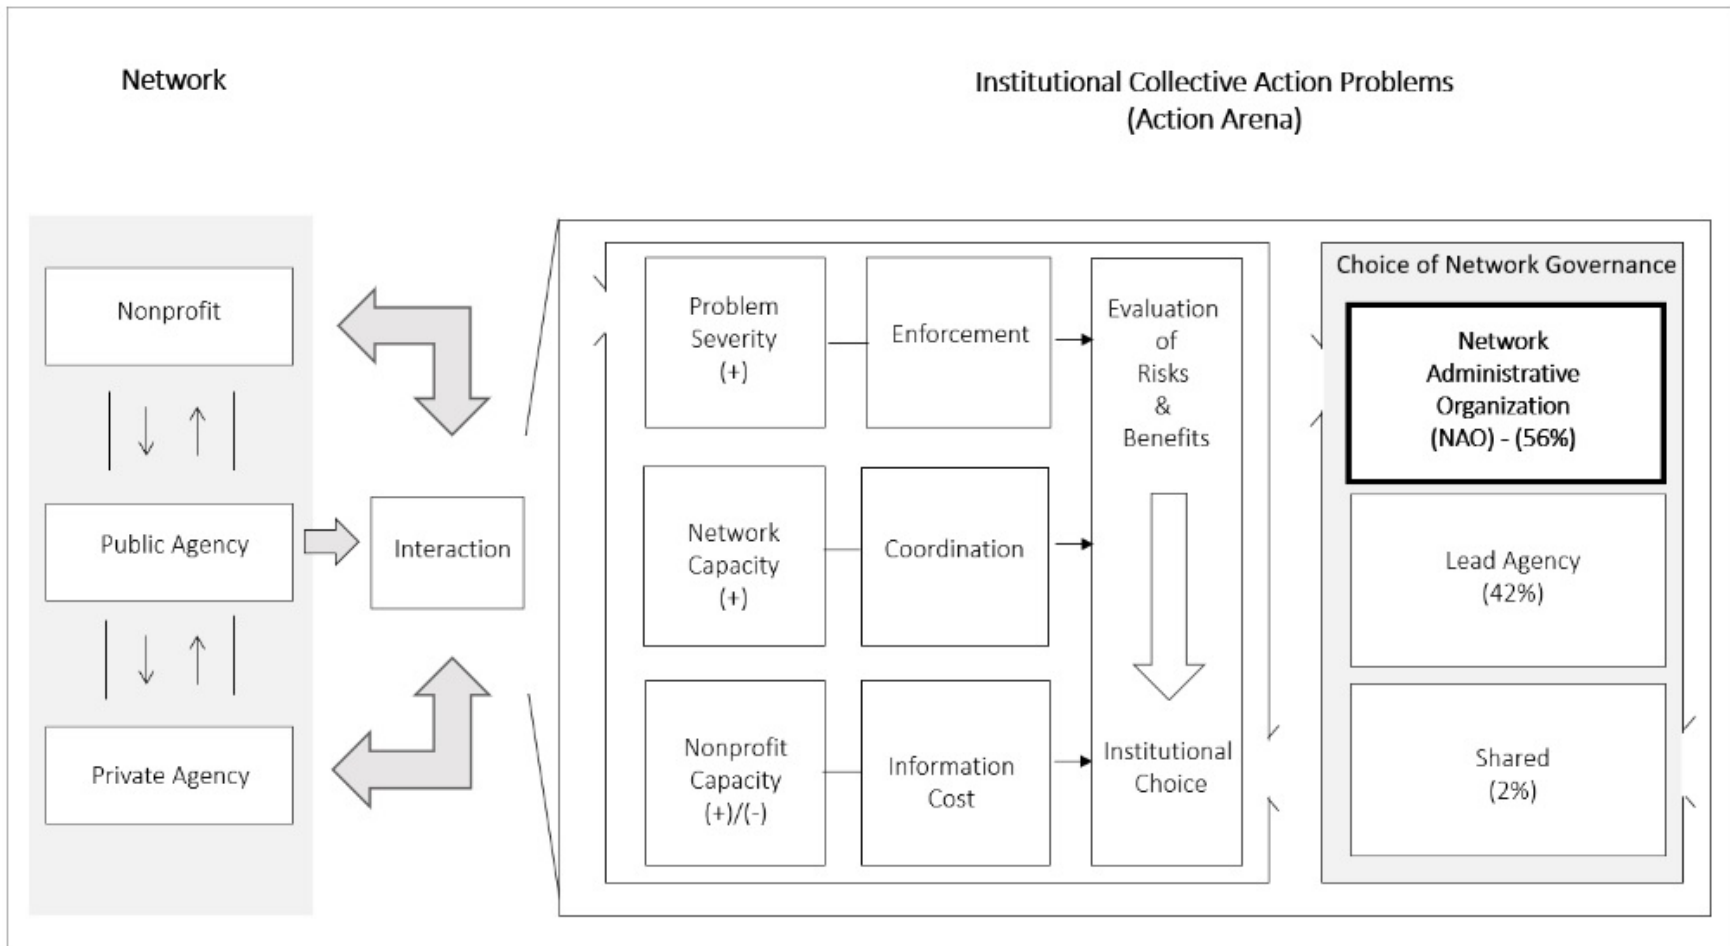 Network
Institutional Collective Action Problems
(Action Arena)
Nonprofit
Public Agency
Private Agency
Interaction
Problem
Severity
(+)
Enforcement
Network
Capacity
(+)
Coordination
Nonprofit
Capacity
(+)/(-)
Information
Cost
Evaluation
of
Risks
&
Benefits
Institutional
Choice
Choice of Network Governance
Network
Administrative
Organization
(NAO) - (56%)
Lead Agency
(42%)
Shared
(2%)